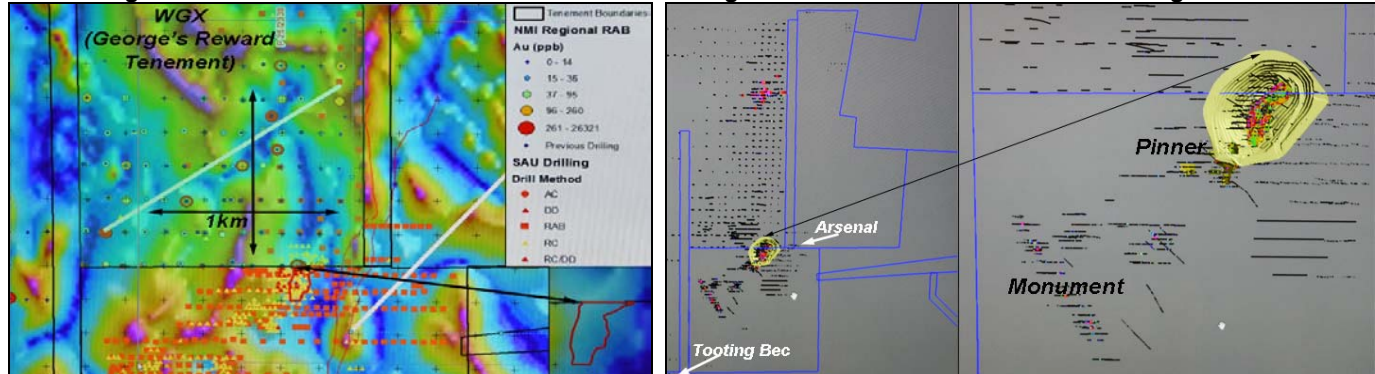 WGX
(George's Reward
Tenement)
1km
Tenement Boundaries
NMI Regional RAB
Au (ppb)
0 - 14
15 - 36
37 - 95
96 - 260
261 - 26321
Previous Drilling
SAU Drilling
Drill Method
AC
DD
RAB
RC
RC/DD
Arsenal
Tooting Bec
Pinner
Monument